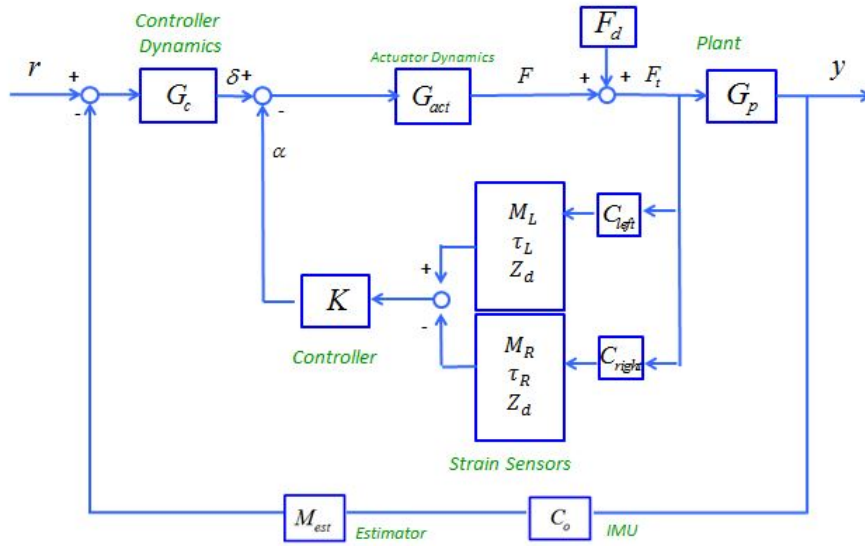 Controller
Dynamics
r
+
-
G_c
δ
+
-
α
Actuator Dynamics
G_act
F
+
F_d
+
F_t
Plant
G_p
y
M_L
τ_L
Z_d
C_left
+
-
K
Controller
M_R
τ_R
Z_d
C_right
Strain Sensors
M_est
Estimator
C_o
IMU